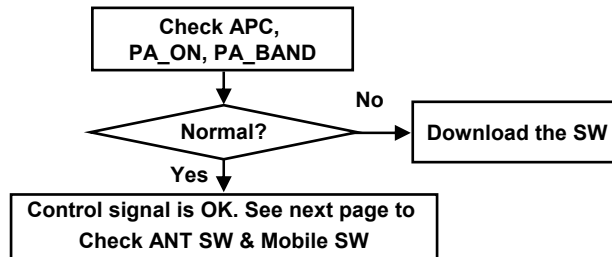 Check APC,
PA_ON, PA_BAND
No
Normal?
Download the SW
Yes
Control signal is OK. See next page to
Check ANT SW & Mobile SW